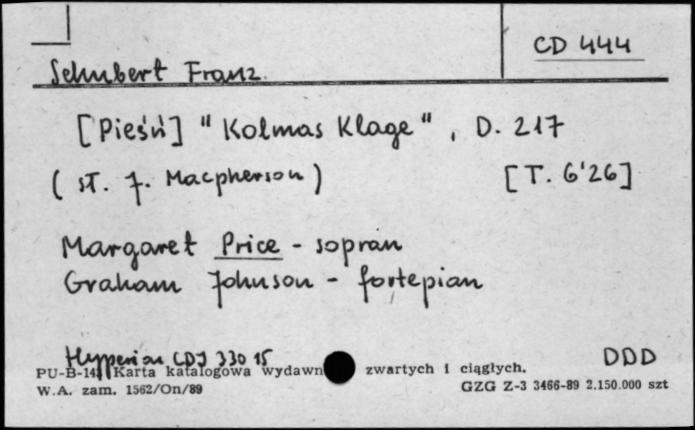 CD 444
Schubert Franz.
[Pieśń] "Kolmas Klage", D. 217
(sł. J. Macpherson) [T. 6'26]
Margaret Price - sopran
Graham Johnson - fortepian
Hyperion CDJ 330 15 DDD
PU-B-14 Karta katalogowa wydawn zwartych i ciągłych.
W.A. zam. 1562/On/89 GZG Z-3 3466-89 2.150.000 szt